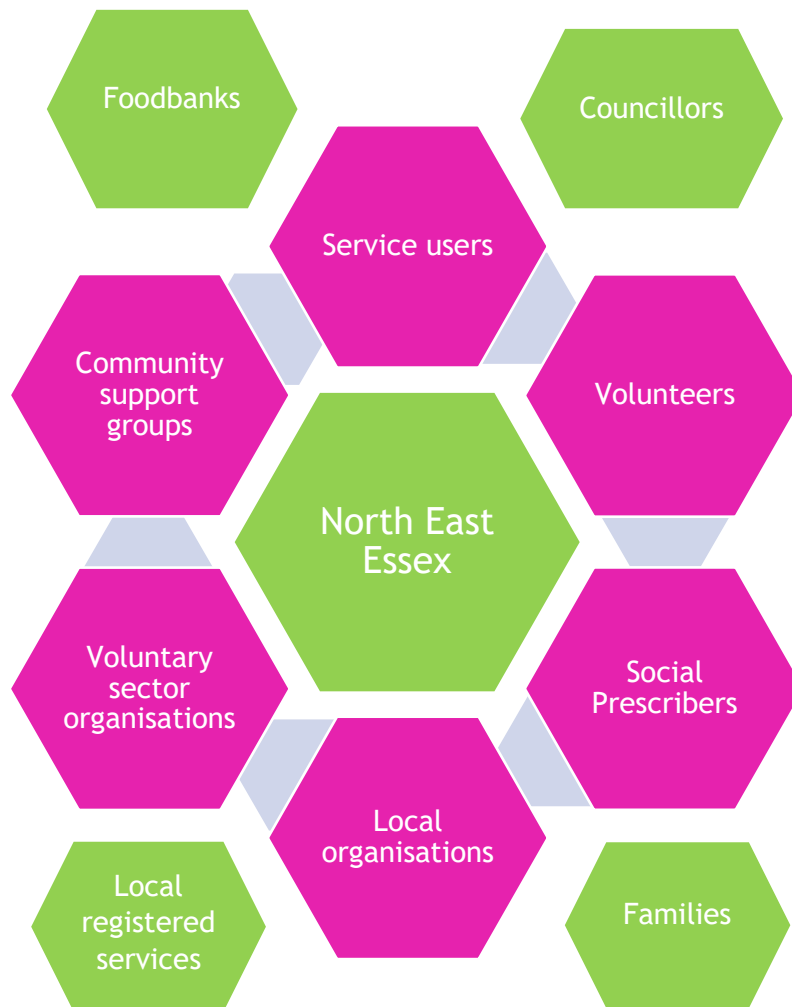 Foodbanks
Councillors
Service users
Community
support
groups
Volunteers
North East
Essex
Voluntary
sector
organisations
Social
Prescribers
Local
organisations
Local
registered
services
Families